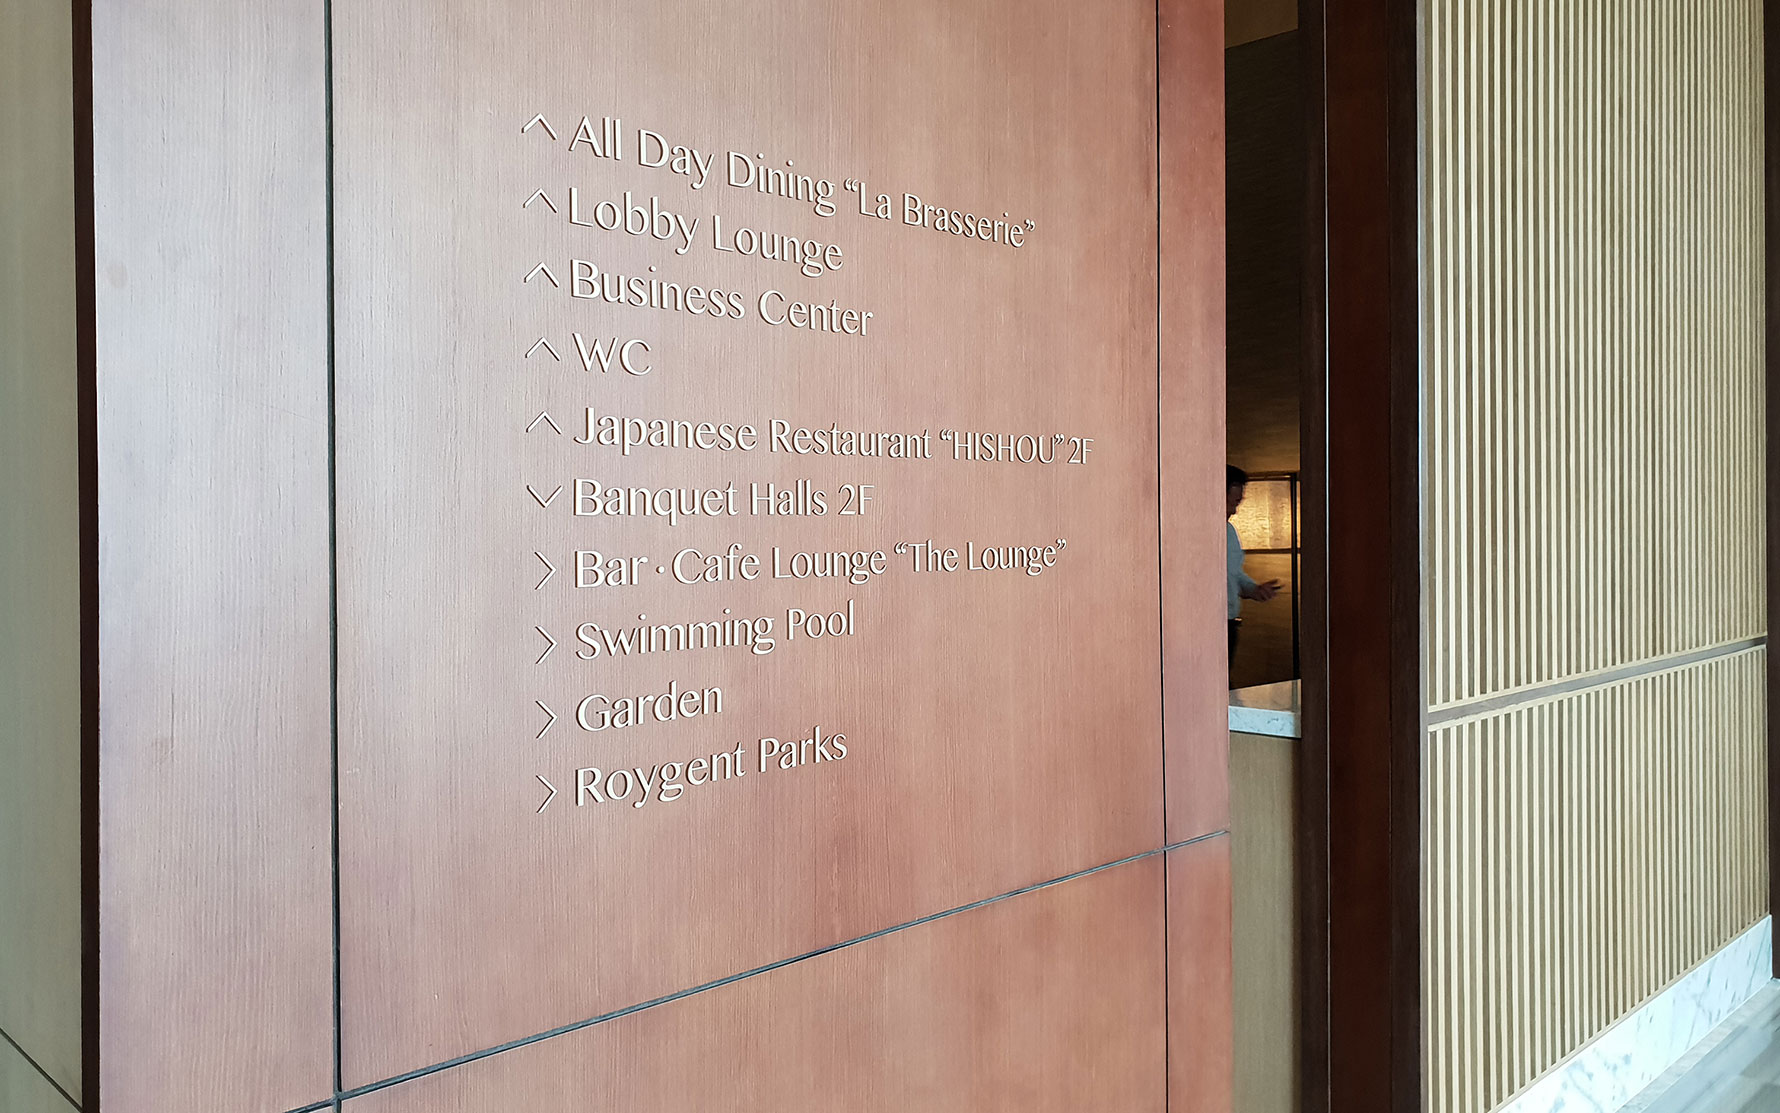 All Day Dining “La Brasserie”
Lobby Lounge
Business Center
WC
Japanese Restaurant “HISHOU” 2F
Banquet Halls 2F
Bar・Cafe Lounge “The Lounge”
Swimming Pool
Garden
Roygent Parks